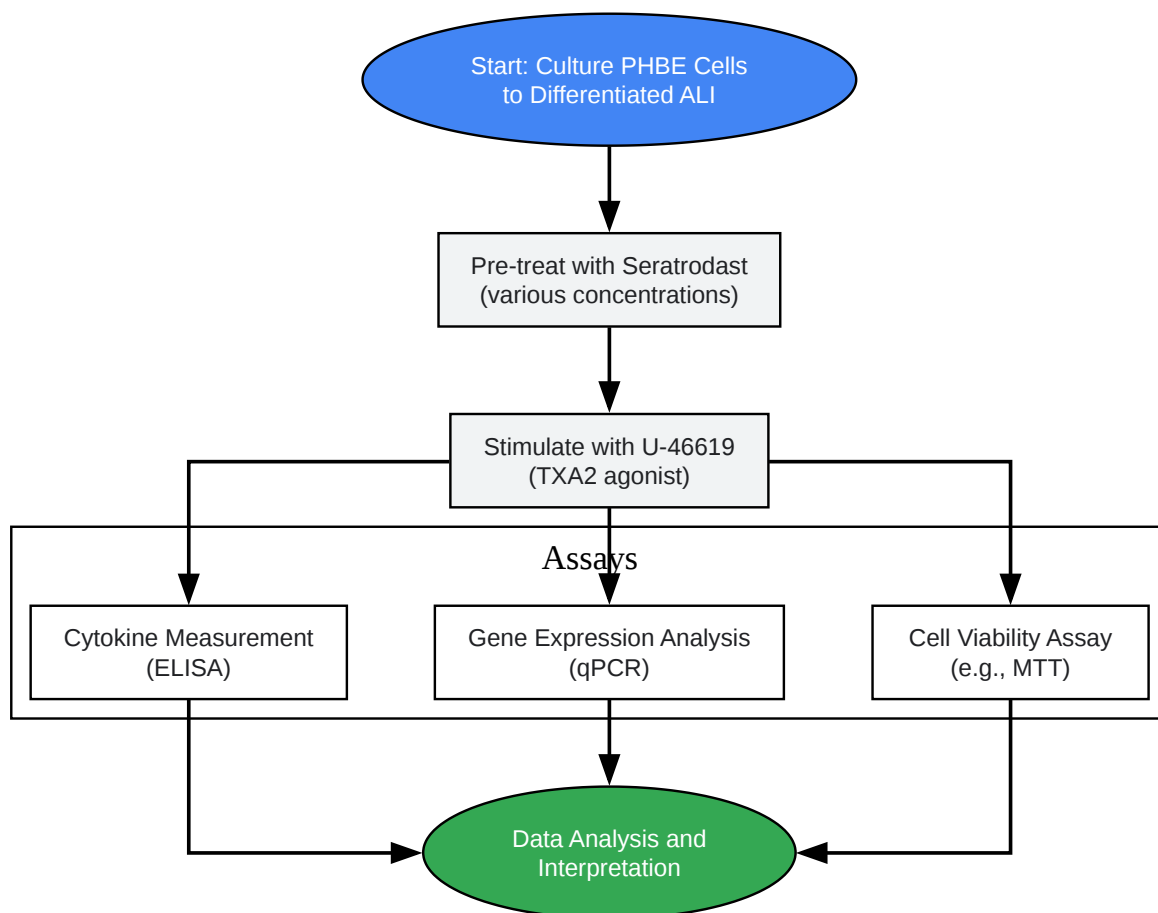 Start: Culture PHBE Cells
to Differentiated ALI
Pre-treat with Seratrodast
(various concentrations)
Stimulate with U-46619
(TXA2 agonist)
Assays
Cytokine Measurement
(ELISA)
Gene Expression Analysis
(qPCR)
Cell Viability Assay
(e.g., MTT)
Data Analysis and
Interpretation